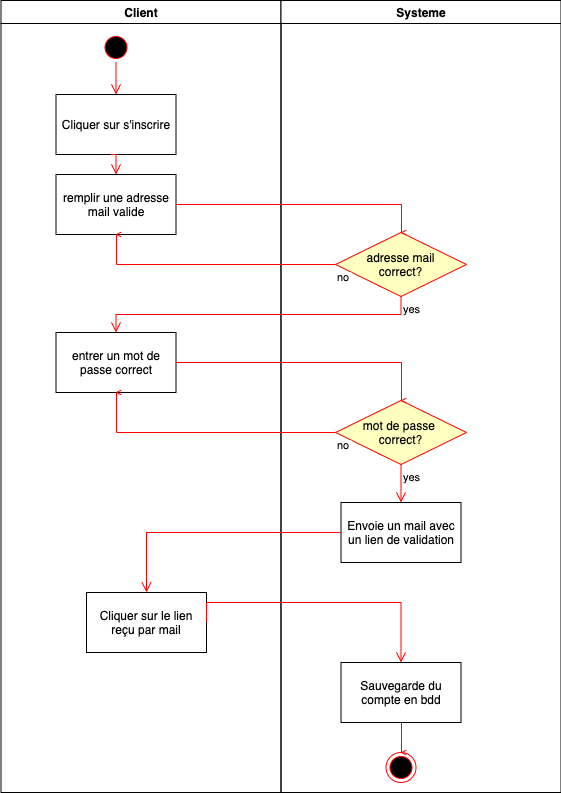 Client
Systeme
Cliquer sur s'inscrire
remplir une adresse
mail valide
adresse mail
correct?
no
yes
entrer un mot de
passe correct
mot de passe
correct?
no
yes
Envoie un mail avec
un lien de validation
Cliquer sur le lien
reçu par mail
Sauvegarde du
compte en bdd